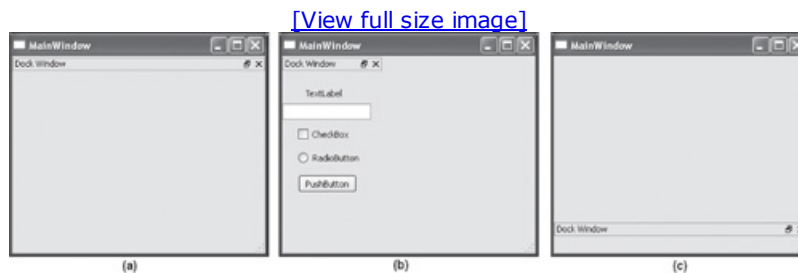 [View full size image]
MainWindow
Dock Window
(a)
MainWindow
Dock Window
TextLabel
CheckBox
RadioButton
PushButton
(b)
MainWindow
Dock Window
(c)